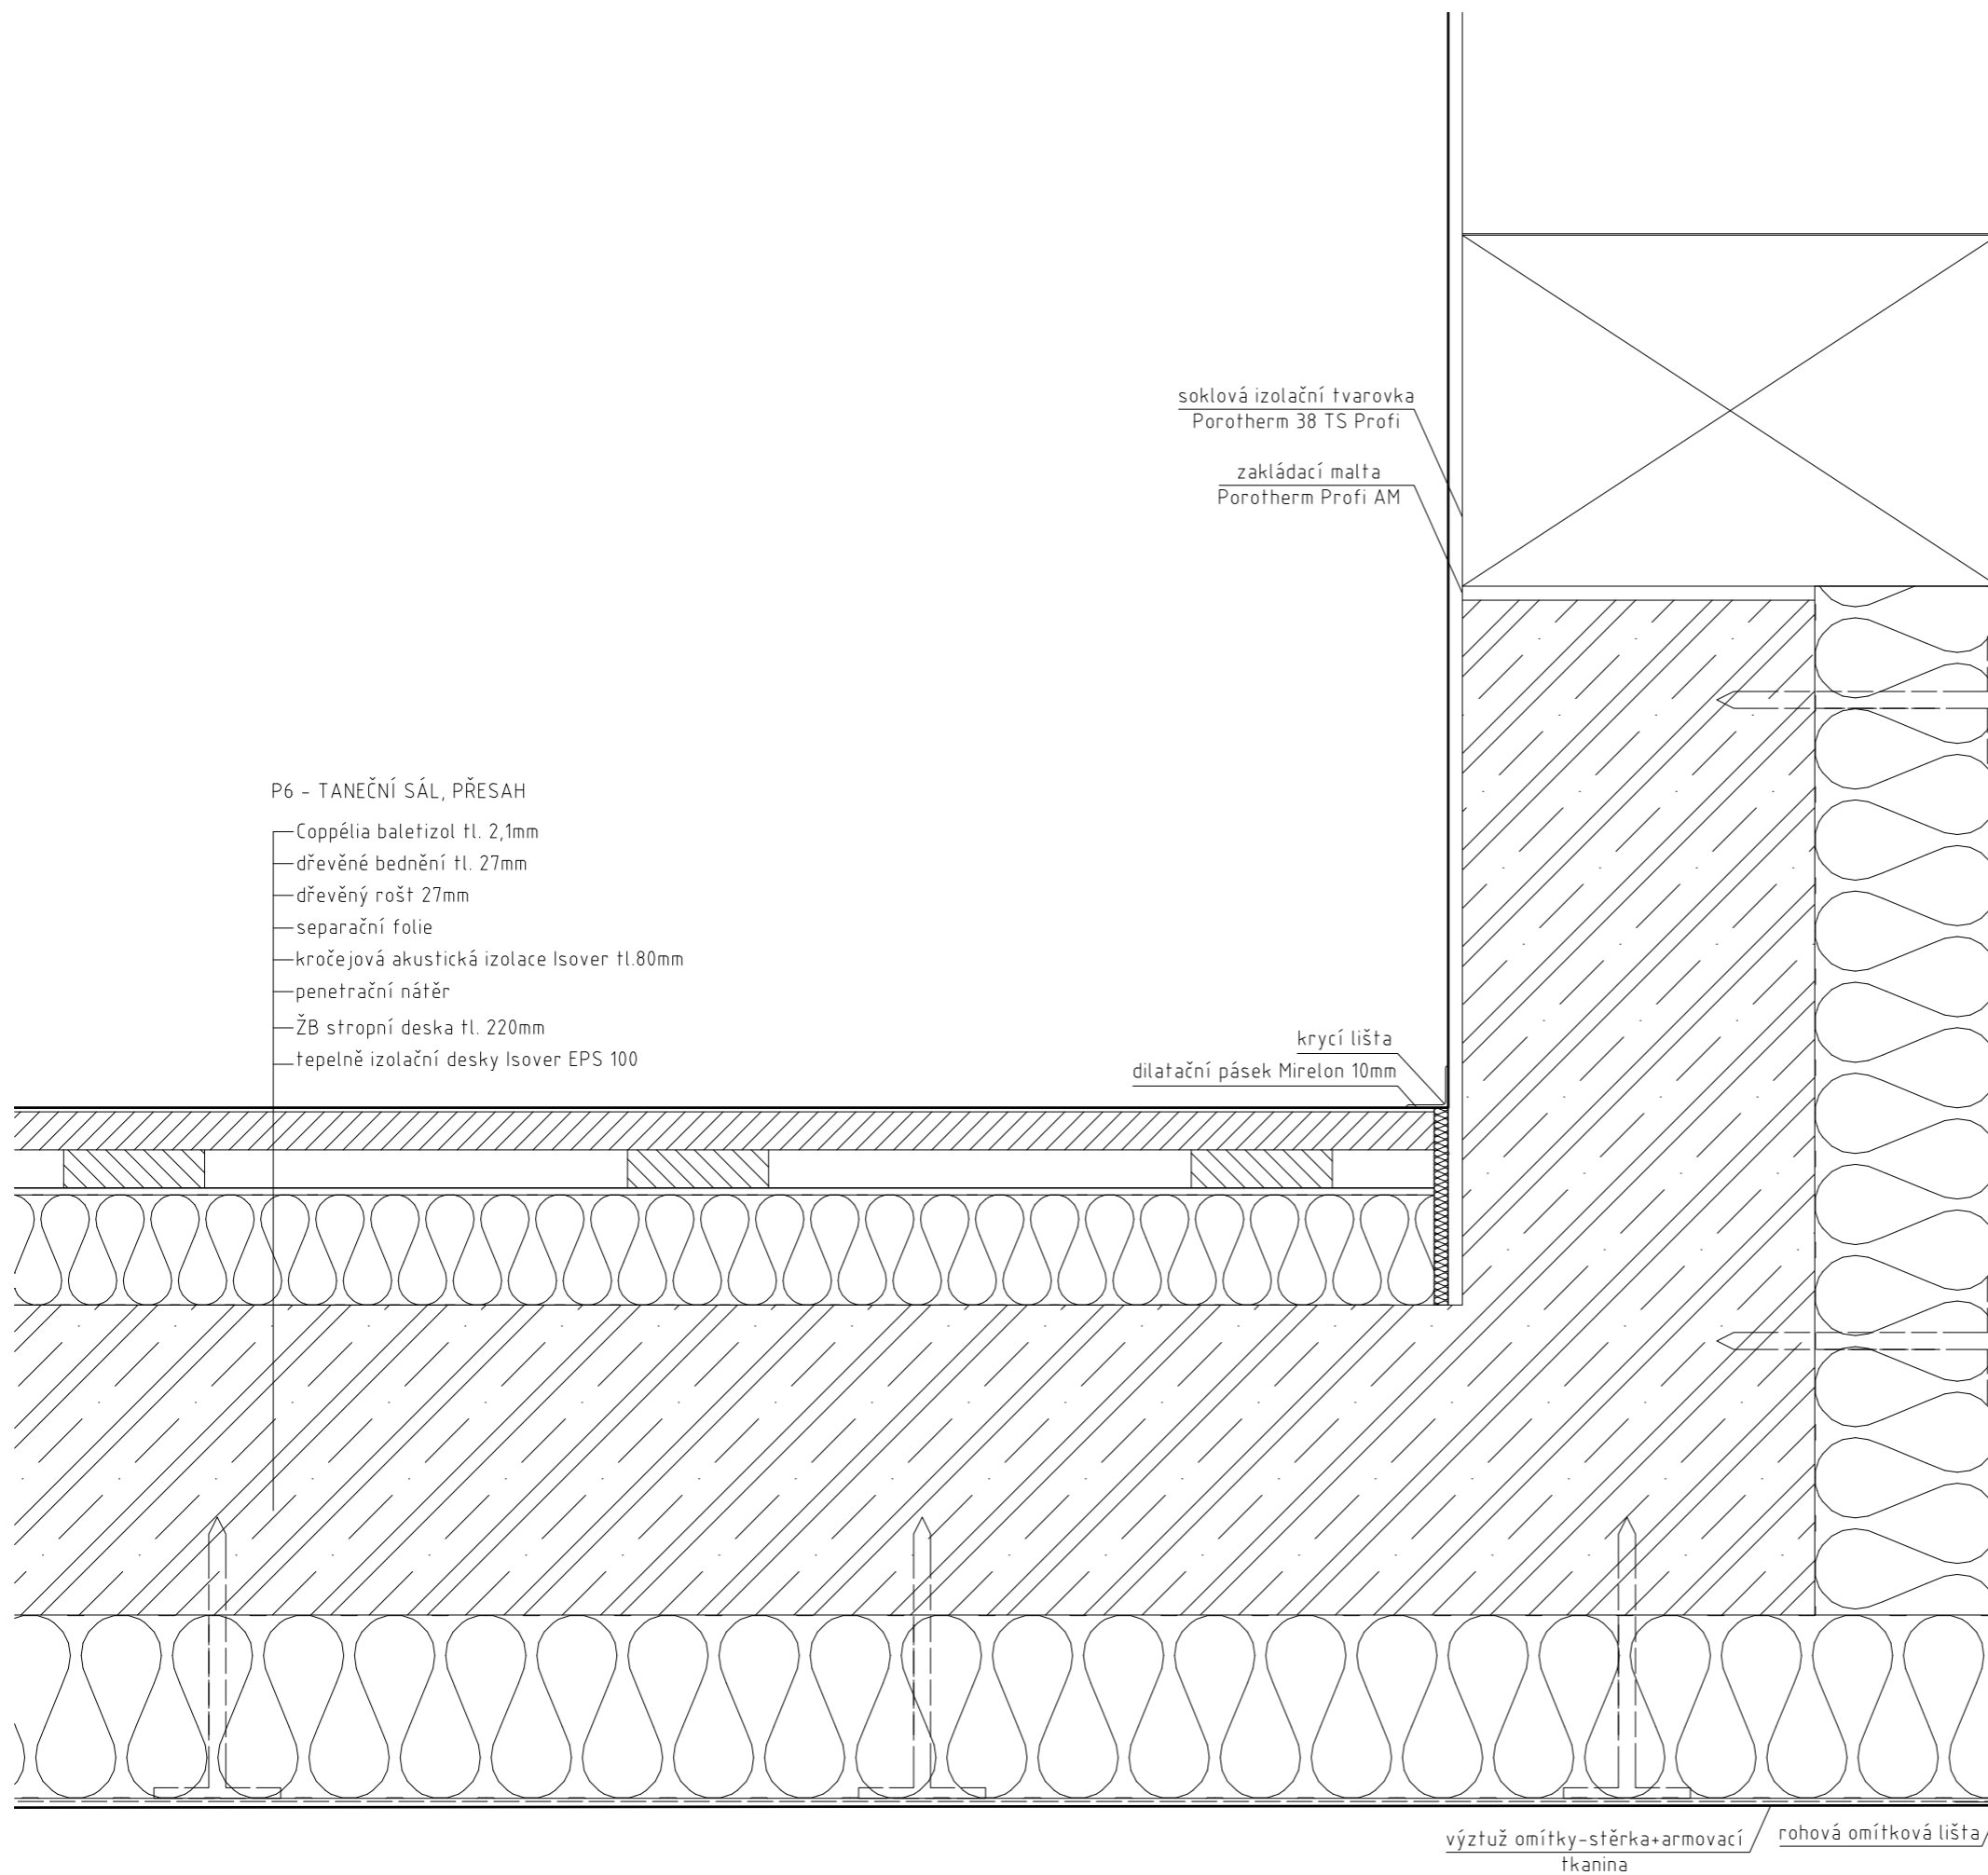 soklová izolační tvarovka
Porotherm 38 TS Profi
zakládací malta
Porotherm Profi AM
P6 - TANEČNÍ SÁL, PŘESAH
Coppélia baletizol tl. 2,1mm
dřevěné bednění tl. 27mm
dřevěný rošt 27mm
separační folie
kročejová akustická izolace Isover tl.80mm
penetrační nátěr
ŽB stropní deska tl. 220mm
tepelně izolační desky Isover EPS 100
krycí lišta
dilatační pásek Mirelon 10mm
výztuž omítky-stěrka+armovací
tkanina
rohová omítková lišta